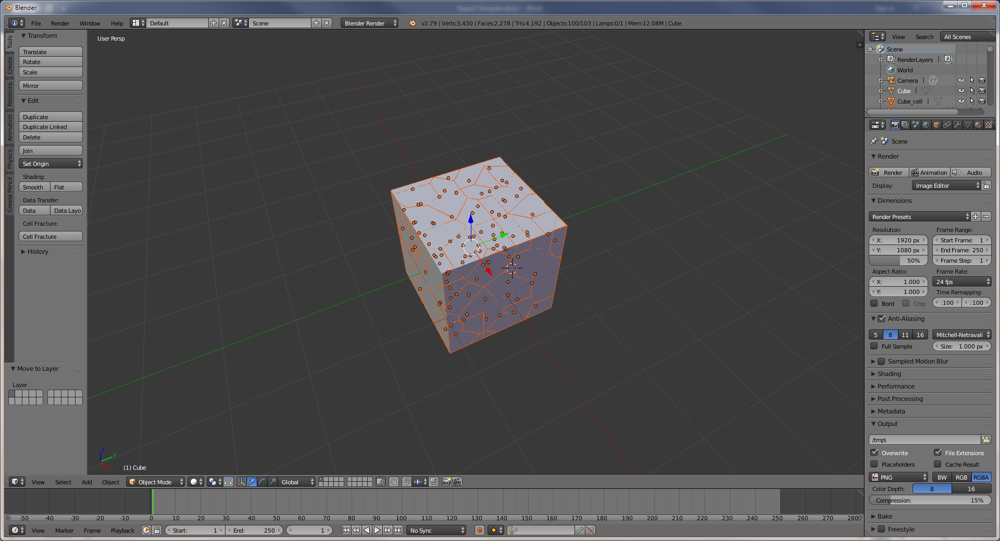 Blender
File Render Window Help Default Scene Blender Render v2.79 | Verts:3,430 | Faces:2,278 | Tris:4,192 | Objects:100/103 | Lamps:0/1 | Mem:12.08M | Cube
Tools
Create
Relations
Animation
Physics
Grease Pencil
Transform
Translate
Rotate
Scale
Mirror
Edit
Duplicate
Duplicate Linked
Delete
Join
Set Origin
Shading:
Smooth Flat
Data Transfer:
Data Data Layo
Cell Fracture:
Cell Fracture
History
Move to Layer
Layer
User Persp
z
y
x
(1) Cube
View Select Add Object Object Mode Global
-50 -40 -30 -20 -10 0 10 20 30 40 50 60 70 80 90 100 110 120 130 140 150 160 170 180 190 200 210 220 230 240 250 260 270 280
View Marker Frame Playback Start: 1 End: 250 1 No Sync
View Search All Scenes
Scene
RenderLayers |
World
Camera |
Cube |
Cube_cell |
Scene
Render
Render Animation Audio
Display: Image Editor
Dimensions
Render Presets
Resolution: Frame Range:
X: 1920 px Start Frame: 1
Y: 1080 px End Frame: 250
50% Frame Step: 1
Aspect Ratio: Frame Rate:
X: 1.000 24 fps
Y: 1.000 Time Remapping:
Bord Crop :100 :100
Anti-Aliasing
5 8 11 16 Mitchell-Netravali
Full Sample Size: 1.000 px
Sampled Motion Blur
Shading
Performance
Post Processing
Metadata
Output
/tmp\
Overwrite File Extensions
Placeholders Cache Result
PNG BW RGB RGBA
Color Depth: 8 16
Compression: 15%
Bake
Freestyle